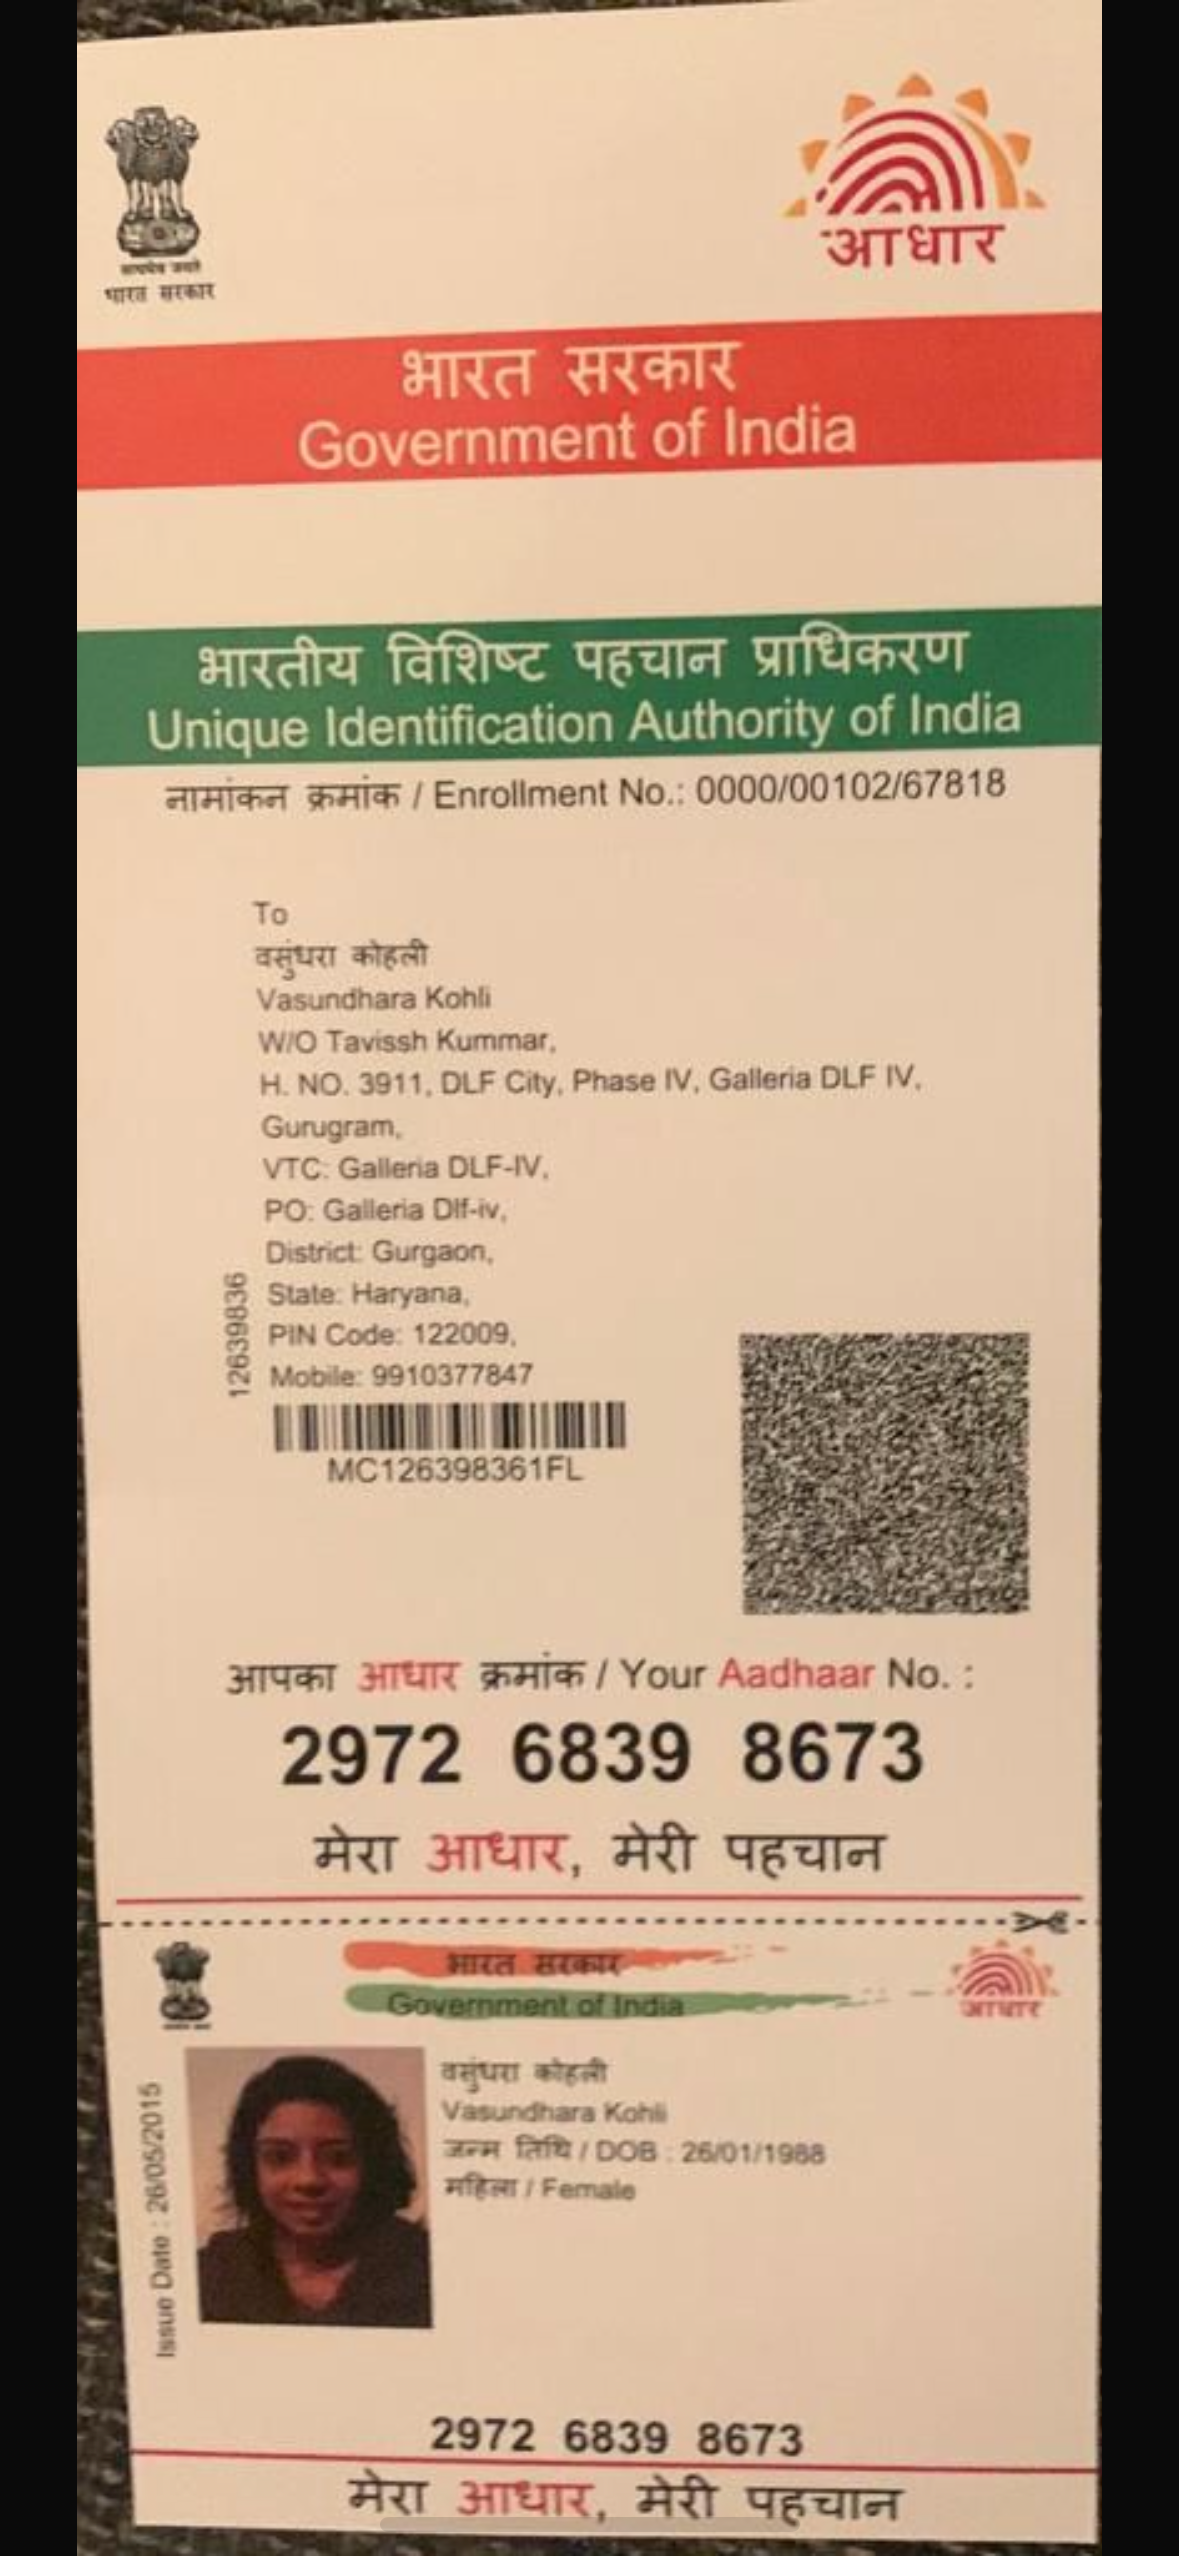 भारत सरकार
आधार
भारत सरकार
Government of India
भारतीय विशिष्ट पहचान प्राधिकरण
Unique Identification Authority of India
नामांकन क्रमांक / Enrollment No.: 0000/00102/67818
To
वसुंधरा कोहली
Vasundhara Kohli
W/O Tavissh Kummar,
H. NO. 3911, DLF City, Phase IV, Galleria DLF IV,
Gurugram,
VTC: Galleria DLF-IV,
PO: Galleria Dlf-iv,
District: Gurgaon,
State: Haryana,
PIN Code: 122009,
Mobile: 9910377847
12639836
MC126398361FL
आपका आधार क्रमांक / Your Aadhaar No. :
2972 6839 8673
मेरा आधार, मेरी पहचान
भारत सरकार
Government of India
आधार
Issue Date : 26/05/2015
वसुंधरा कोहली
Vasundhara Kohli
जन्म तिथि / DOB : 26/01/1988
महिला / Female
2972 6839 8673
मेरा आधार, मेरी पहचान